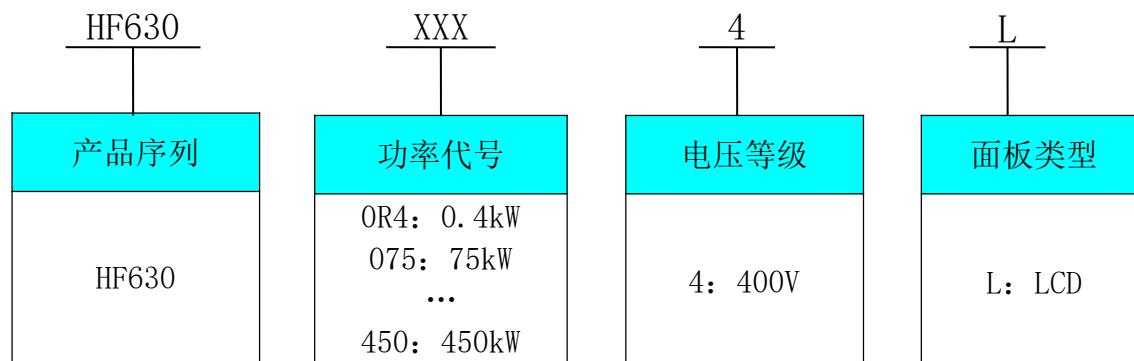 HF630 XXX 4 L
产品序列 功率代号 电压等级 面板类型
0R4：0.4kW
075：75kW
HF630 4：400V L：LCD
…
450：450kW